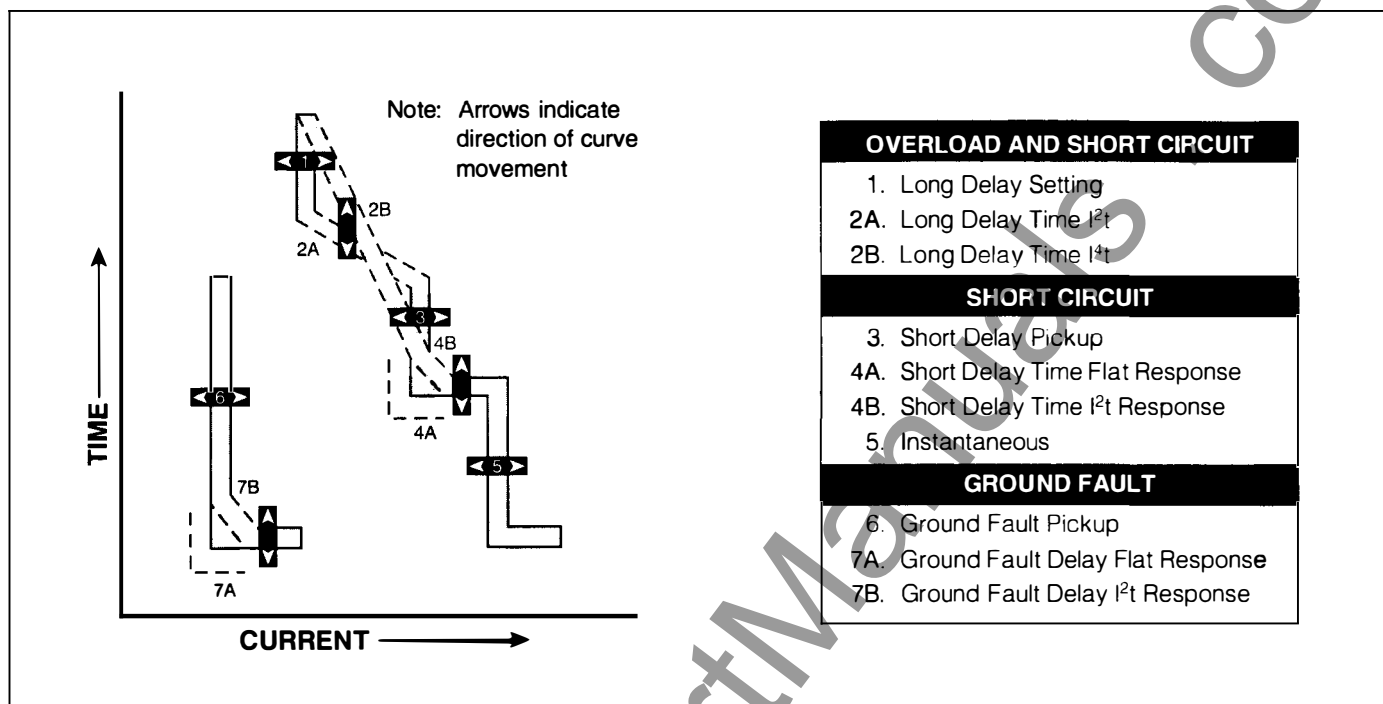 Note: Arrows indicate
direction of curve
movement
1
2B
2A
3
4B
4A
5
6
7B
7A
TIME
CURRENT
OVERLOAD AND SHORT CIRCUIT
1. Long Delay Setting
2A. Long Delay Time I²t
2B. Long Delay Time I⁴t
SHORT CIRCUIT
3. Short Delay Pickup
4A. Short Delay Time Flat Response
4B. Short Delay Time I²t Response
5. Instantaneous
GROUND FAULT
6. Ground Fault Pickup
7A. Ground Fault Delay Flat Response
7B. Ground Fault Delay I²t Response